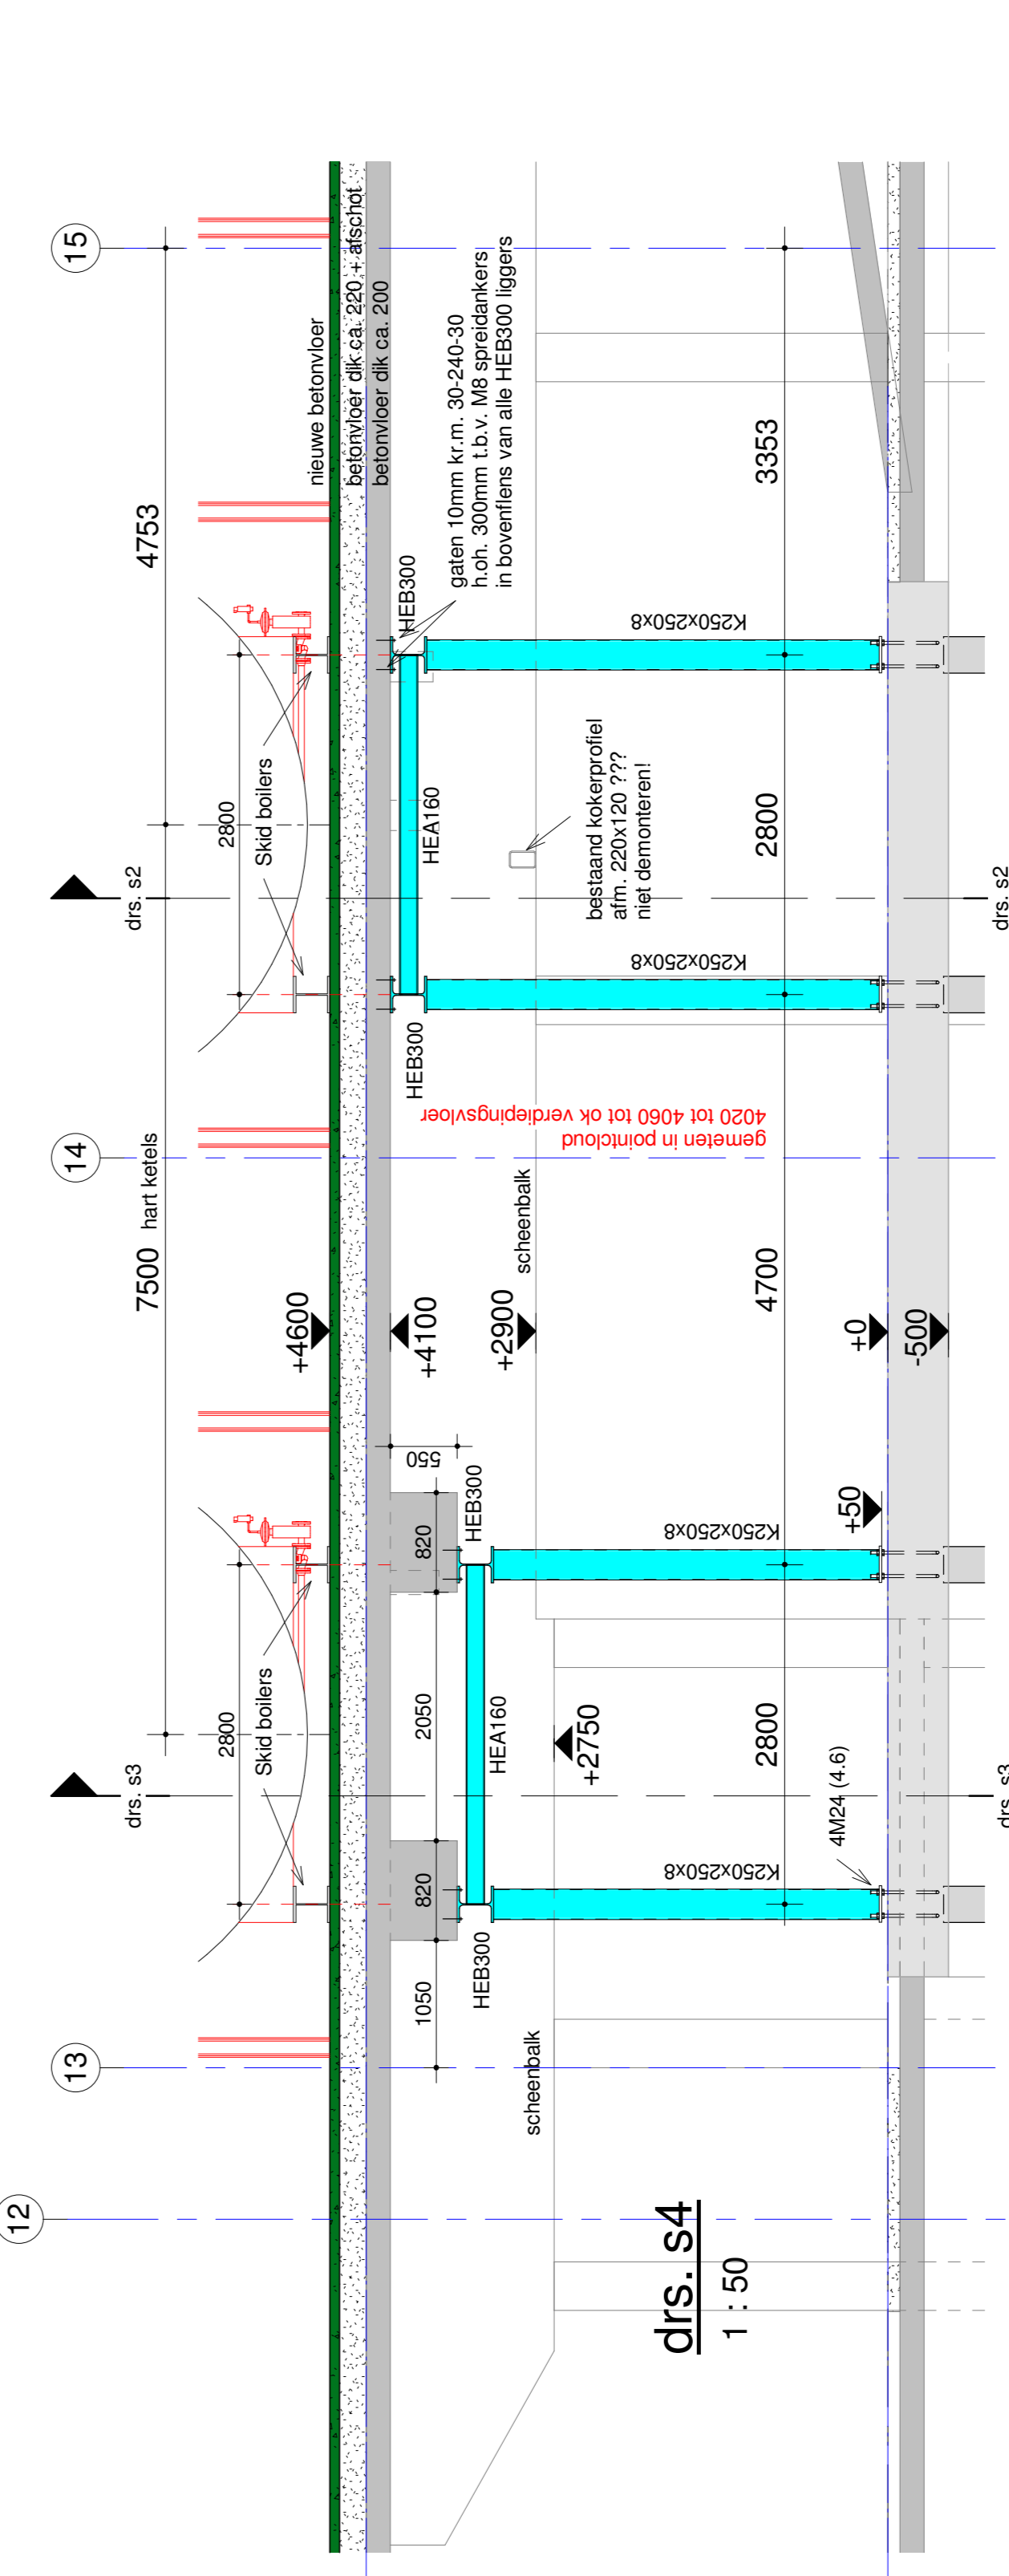 12
13
14
15
7500 hart ketels
4753
drs. s3
drs. s2
2800
2800
Skid boilers
Skid boilers
nieuwe betonvloer
betonvloer dik ca. 220 + afschot
betonvloer dik ca. 200
+4600
+4100
+2900
+2750
+0
-500
+50
550
1050
820
2050
820
HEB300
HEA160
HEB300
HEB300
HEA160
HEB300
gaten 10mm kr.m. 30-240-30
h.oh. 300mm t.b.v. M8 spreidankers
in bovenflens van alle HEB300 liggers
scheenbalk
scheenbalk
gemeten in pointcloud
4020 tot 4060 tot ok verdiepingsvloer
bestaand kokerprofiel
afm. 220x120 ???
niet demonteren!
K250x250x8
K250x250x8
K250x250x8
K250x250x8
4M24 (4.6)
2800
4700
2800
3353
drs. s4
1 : 50
drs. s3
drs. s2